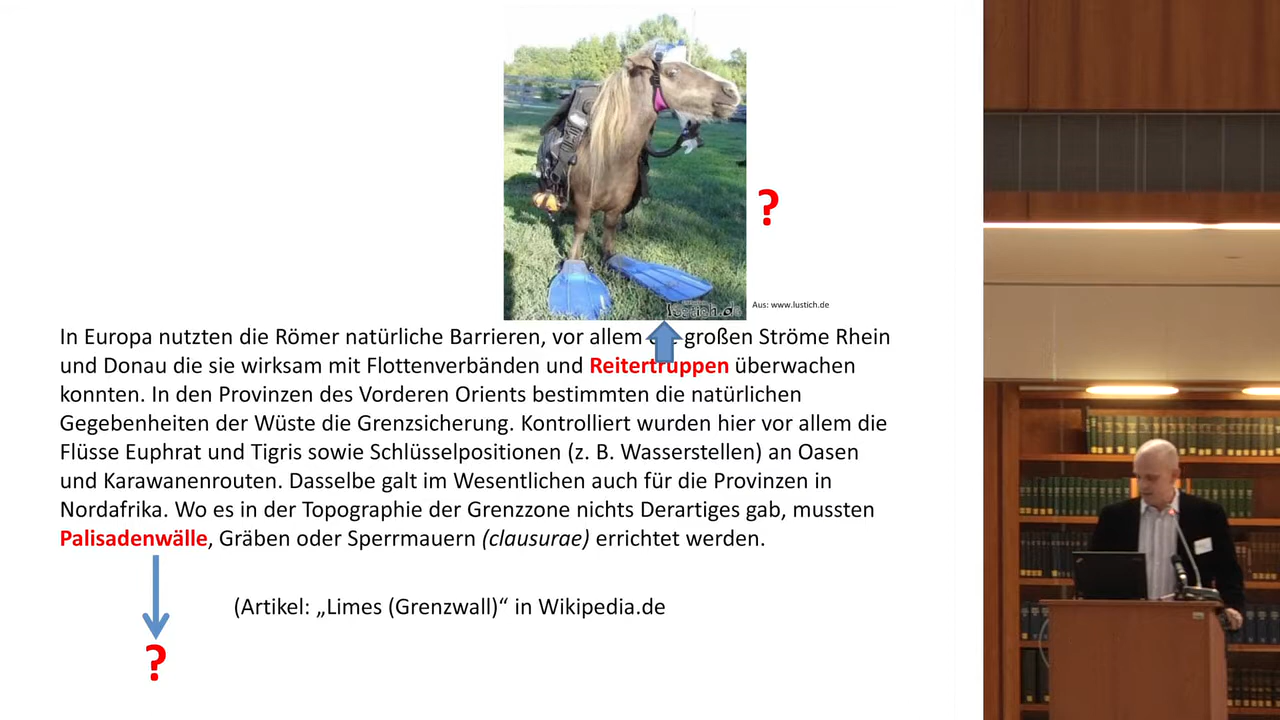 ?
lustich.de
Aus: www.lustich.de
In Europa nutzten die Römer natürliche Barrieren, vor allem großen Ströme Rhein
und Donau die sie wirksam mit Flottenverbänden und Reitertruppen überwachen
konnten. In den Provinzen des Vorderen Orients bestimmten die natürlichen
Gegebenheiten der Wüste die Grenzsicherung. Kontrolliert wurden hier vor allem die
Flüsse Euphrat und Tigris sowie Schlüsselpositionen (z. B. Wasserstellen) an Oasen
und Karawanenrouten. Dasselbe galt im Wesentlichen auch für die Provinzen in
Nordafrika. Wo es in der Topographie der Grenzzone nichts Derartiges gab, mussten
Palisadenwälle, Gräben oder Sperrmauern (clausurae) errichtet werden.
(Artikel: „Limes (Grenzwall)“ in Wikipedia.de
?